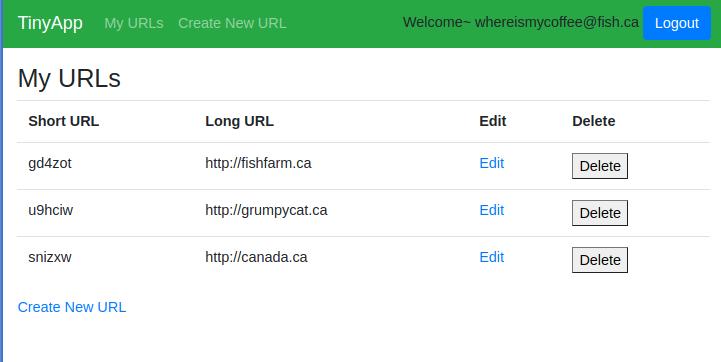 TinyApp My URLs Create New URL Welcome~ whereismycoffee@fish.ca Logout
My URLs
Short URL Long URL Edit Delete
gd4zot http://fishfarm.ca Edit Delete
u9hciw http://grumpycat.ca Edit Delete
snizxw http://canada.ca Edit Delete
Create New URL